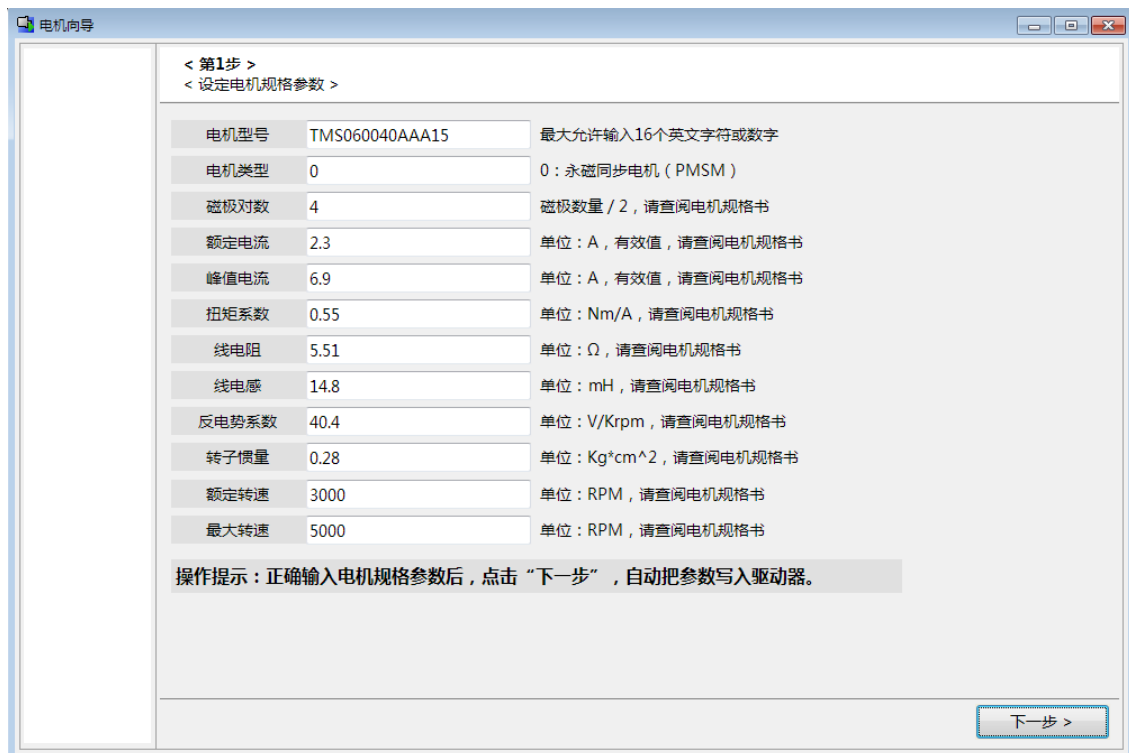 电机向导
< 第1步 >
< 设定电机规格参数 >
电机型号 TMS060040AAA15 最大允许输入16个英文字符或数字
电机类型 0 0：永磁同步电机（PMSM）
磁极对数 4 磁极数量 / 2，请查阅电机规格书
额定电流 2.3 单位：A，有效值，请查阅电机规格书
峰值电流 6.9 单位：A，有效值，请查阅电机规格书
扭矩系数 0.55 单位：Nm/A，请查阅电机规格书
线电阻 5.51 单位：Ω，请查阅电机规格书
线电感 14.8 单位：mH，请查阅电机规格书
反电势系数 40.4 单位：V/Krpm，请查阅电机规格书
转子惯量 0.28 单位：Kg*cm^2，请查阅电机规格书
额定转速 3000 单位：RPM，请查阅电机规格书
最大转速 5000 单位：RPM，请查阅电机规格书
操作提示：正确输入电机规格参数后，点击“下一步”，自动把参数写入驱动器。
下一步 >